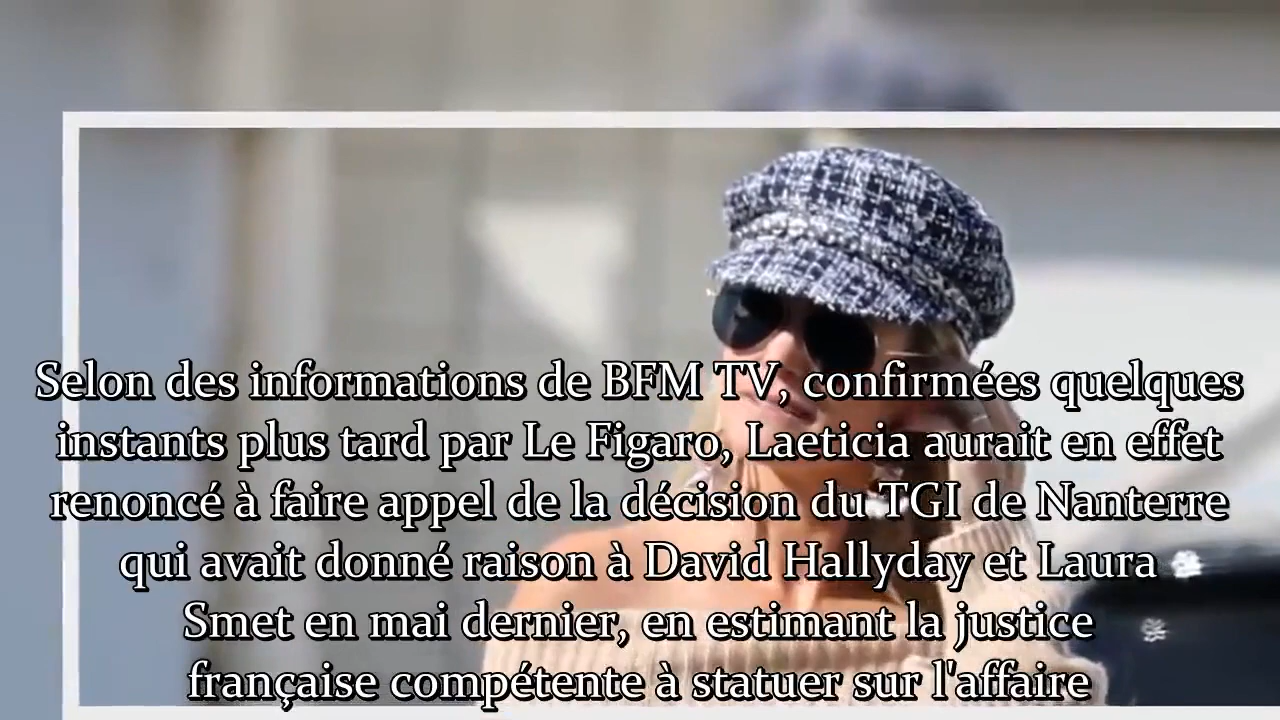 Selon des informations de BFM TV, confirmées quelques
instants plus tard par Le Figaro, Laeticia aurait en effet
renoncé à faire appel de la décision du TGI de Nanterre
qui avait donné raison à David Hallyday et Laura
Smet en mai dernier, en estimant la justice
française compétente à statuer sur l'affaire